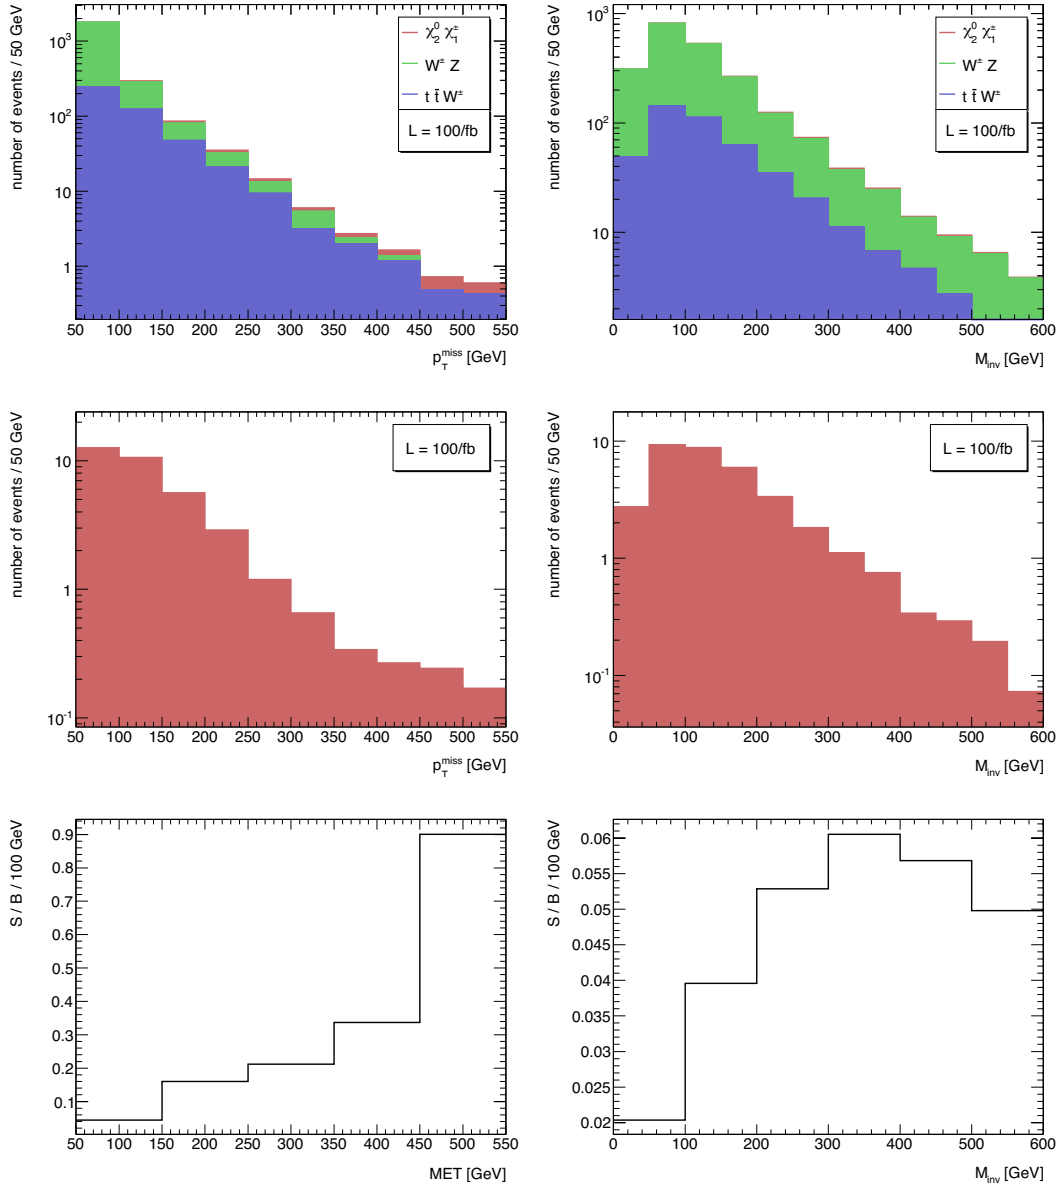 number of events / 50 GeV
10³
10²
10
1
χ₂⁰ χ₁±
W± Z
t t̄ W±
L = 100/fb
50 100 150 200 250 300 350 400 450 500 550
p_T^miss [GeV]
number of events / 50 GeV
10³
10²
10
χ₂⁰ χ₁±
W± Z
t t̄ W±
L = 100/fb
0 100 200 300 400 500 600
M_inv [GeV]
number of events / 50 GeV
10
1
10⁻¹
L = 100/fb
50 100 150 200 250 300 350 400 450 500 550
p_T^miss [GeV]
number of events / 50 GeV
10
1
10⁻¹
L = 100/fb
0 100 200 300 400 500 600
M_inv [GeV]
S / B / 100 GeV
0.9
0.8
0.7
0.6
0.5
0.4
0.3
0.2
0.1
50 100 150 200 250 300 350 400 450 500 550
MET [GeV]
S / B / 100 GeV
0.06
0.055
0.05
0.045
0.04
0.035
0.03
0.025
0.02
0 100 200 300 400 500 600
M_inv [GeV]